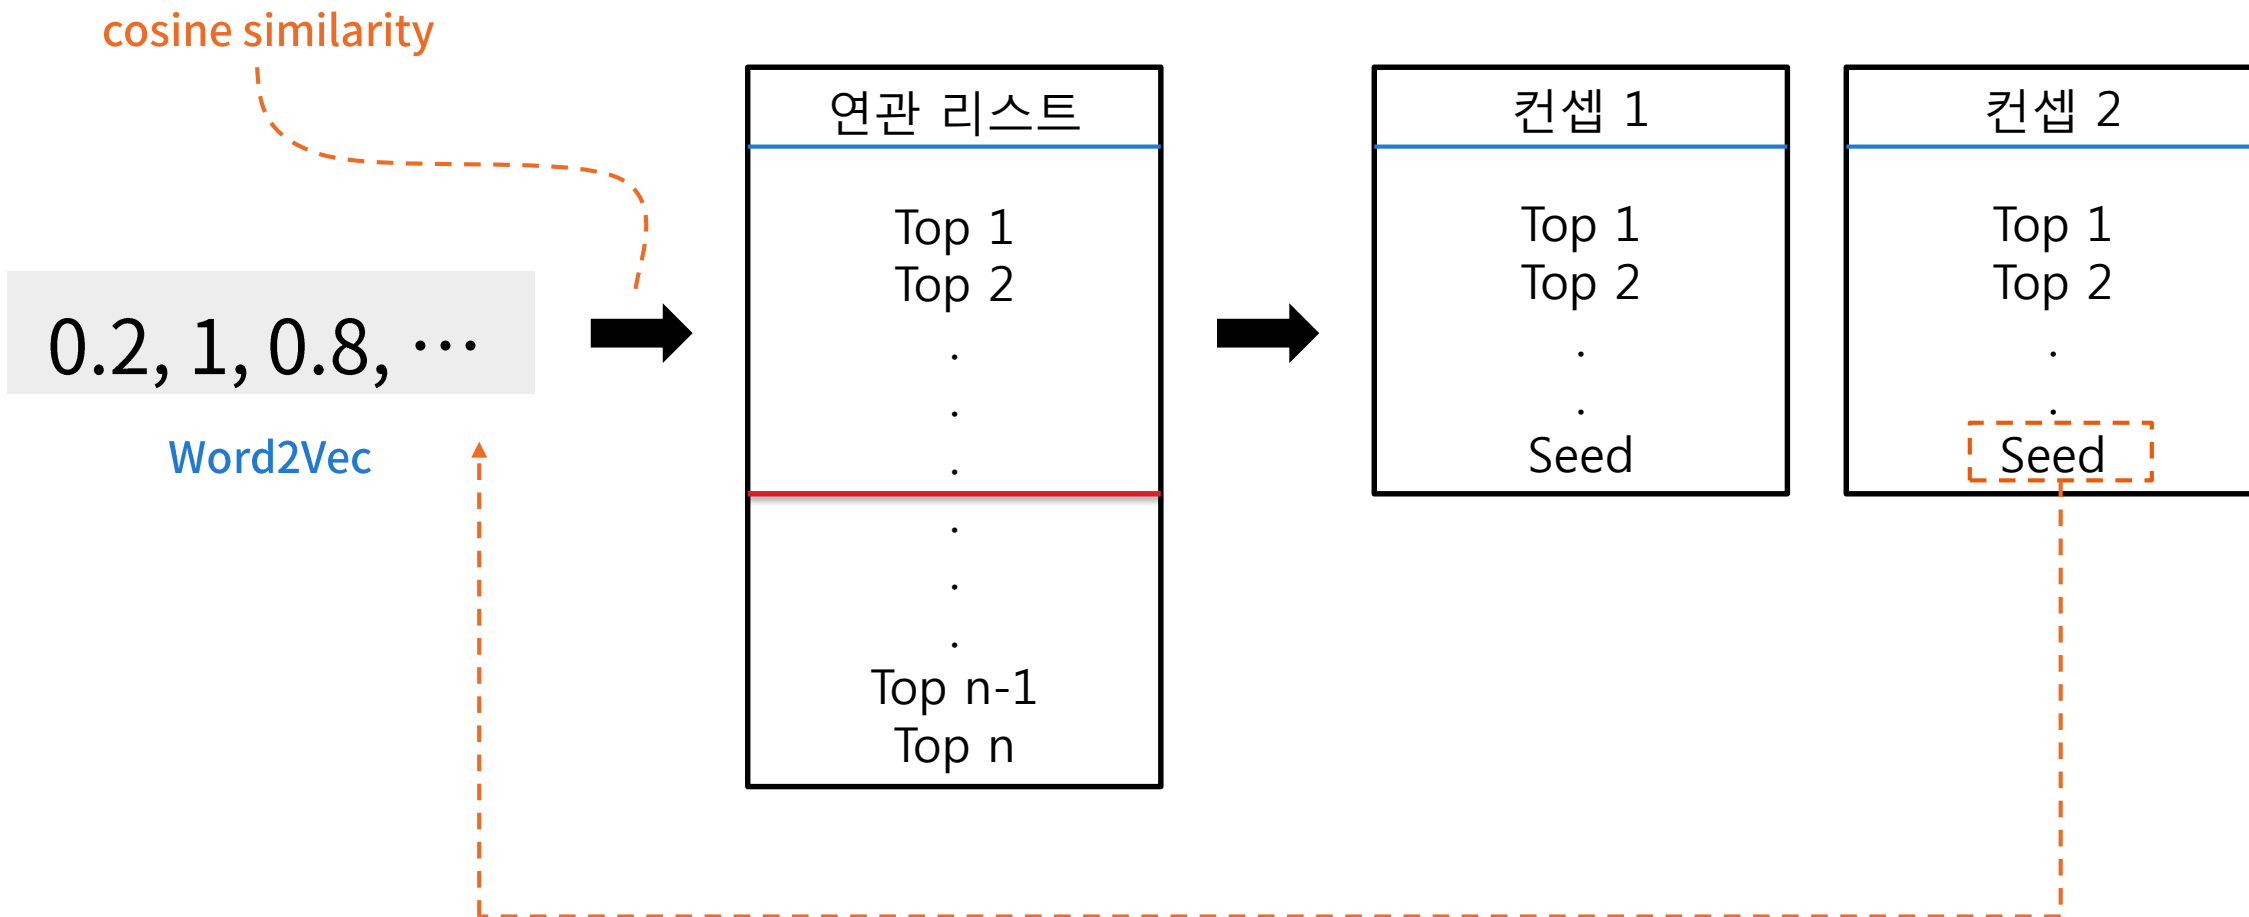 cosine similarity
0.2, 1, 0.8, ⋯
Word2Vec
연관 리스트
Top 1
Top 2
.
.
.
.
.
.
Top n-1
Top n
컨셉 1
Top 1
Top 2
.
.
Seed
컨셉 2
Top 1
Top 2
.
.
Seed